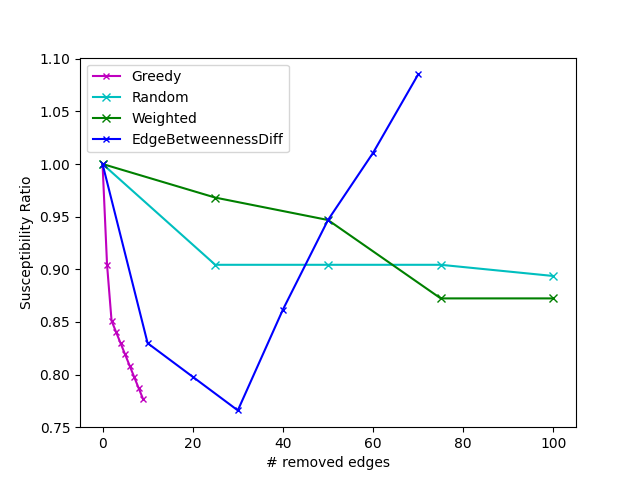 1.10
1.05
1.00
0.95
0.90
0.85
0.80
0.75
Susceptibility Ratio
Greedy
Random
Weighted
EdgeBetweennessDiff
0 20 40 60 80 100
# removed edges